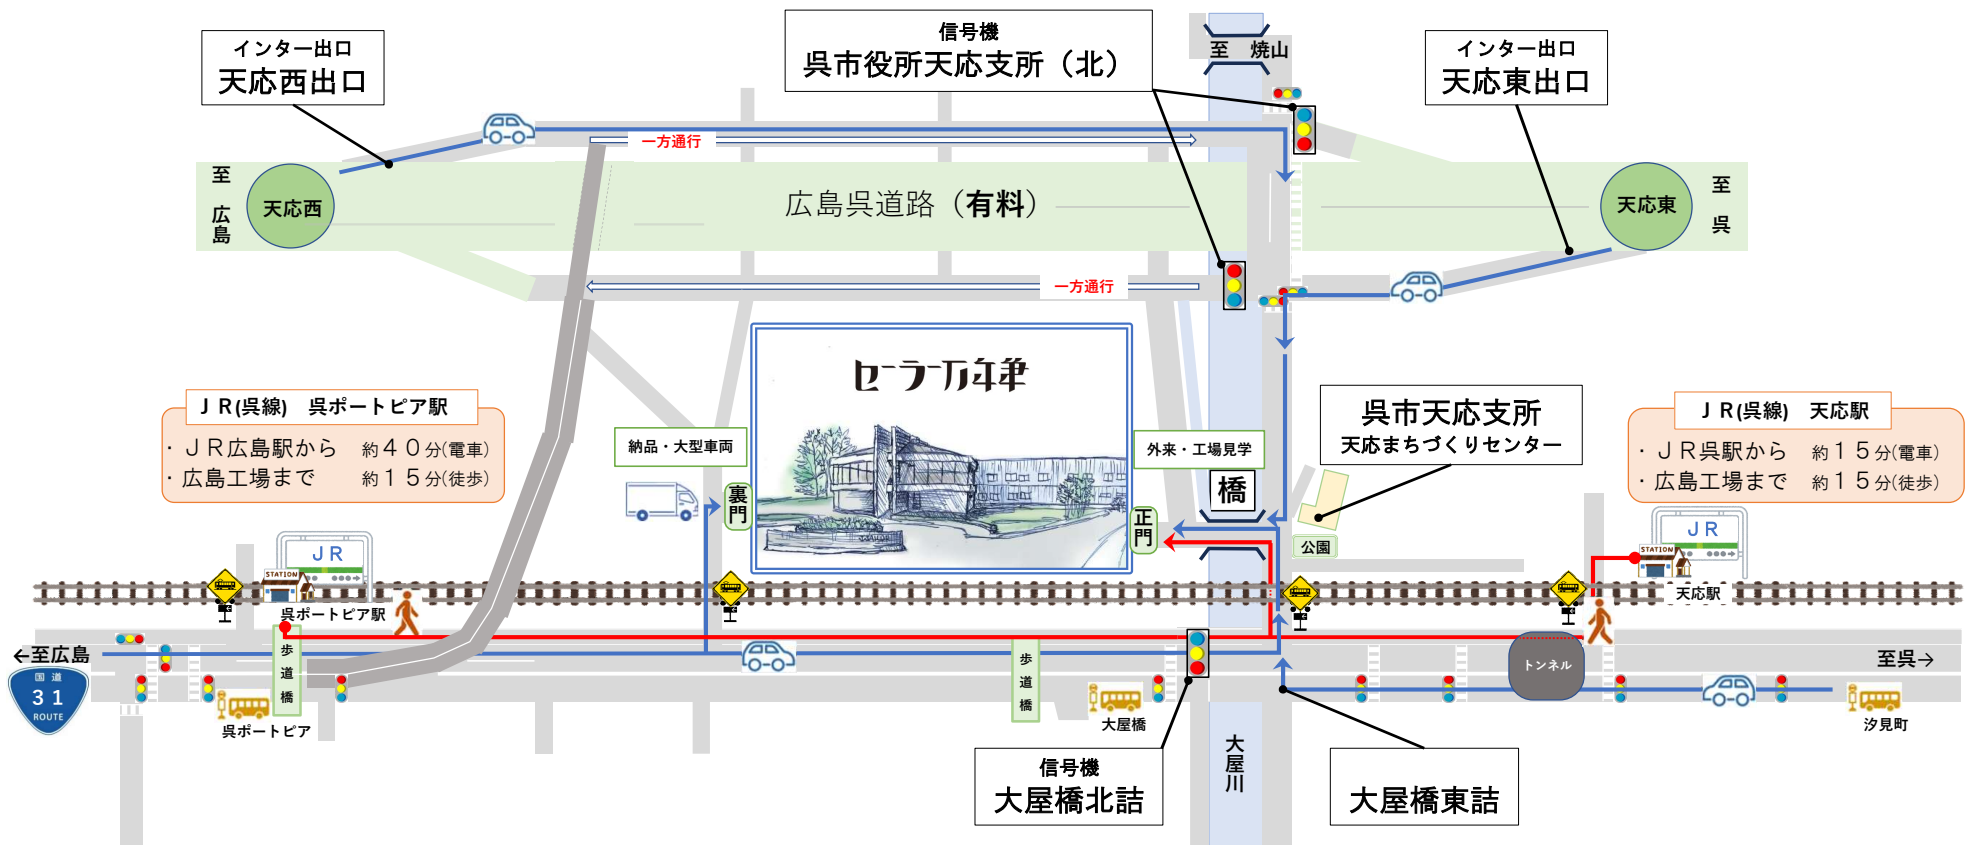 インター出口
天応西出口
信号機
呉市役所天応支所（北）
至　焼山
インター出口
天応東出口
一方通行
至 広島
天応西
広島呉道路（有料）
天応東
至 呉
一方通行
セーラー万年筆
ＪＲ(呉線)　呉ポートピア駅
・ＪＲ広島駅から　約４０分(電車)
・広島工場まで　約１５分(徒歩)
納品・大型車両
外来・工場見学
呉市天応支所
天応まちづくりセンター
ＪＲ(呉線)　天応駅
・ＪＲ呉駅から　約１５分(電車)
・広島工場まで　約１５分(徒歩)
裏門
橋
正門
公園
ＪＲ
STATION
呉ポートピア駅
ＪＲ
STATION
天応駅
←至広島
国道
31
ROUTE
歩道橋
歩道橋
トンネル
至呉→
呉ポートピア
大屋橋
汐見町
大屋川
信号機
大屋橋北詰
大屋橋東詰